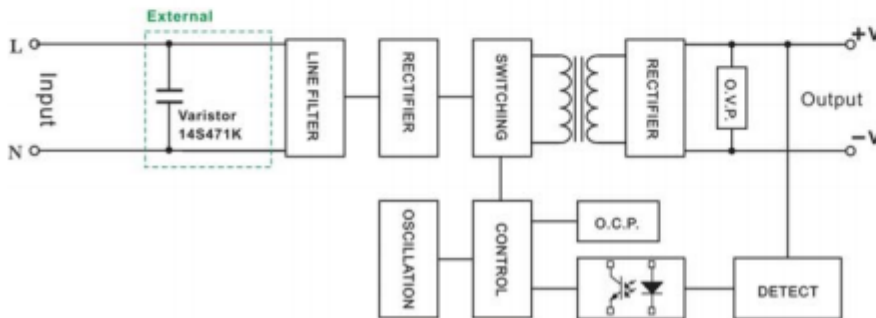 External
L
Input
N
Varistor
14S471K
LINE FILTER
RECTIFIER
SWITCHING
RECTIFIER
O.V.P.
+V
Output
−V
OSCILLATION
CONTROL
O.C.P.
DETECT